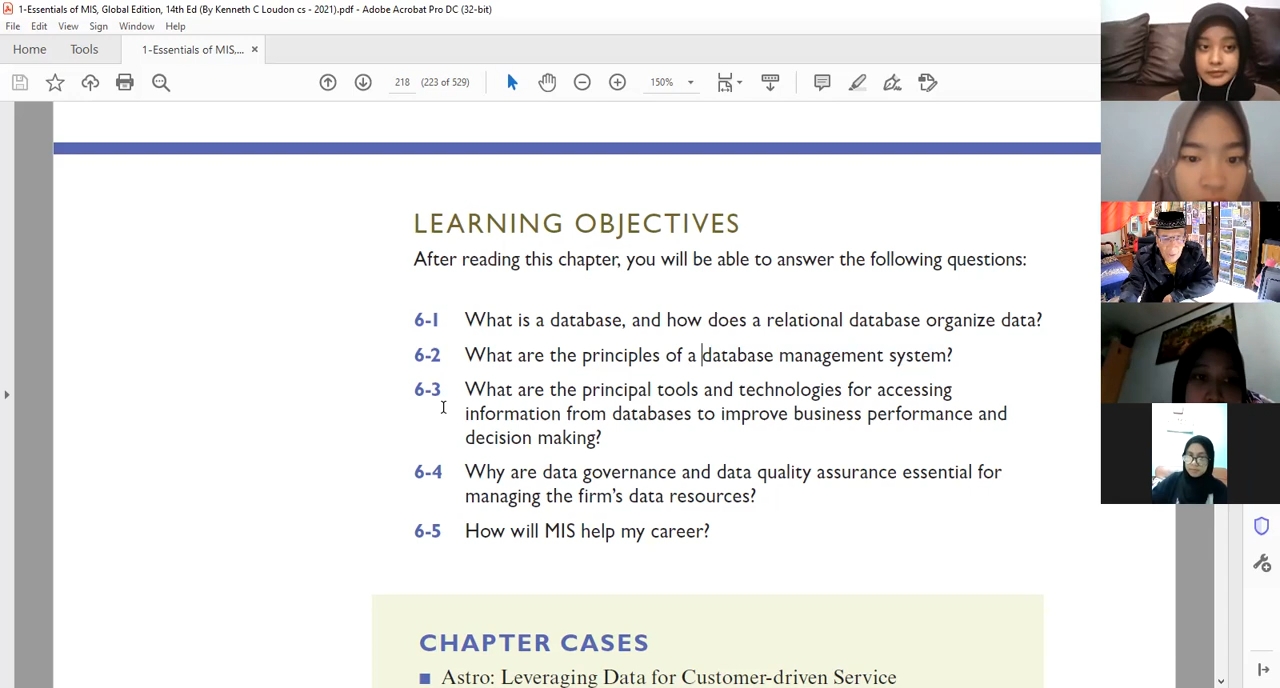 1-Essentials of MIS, Global Edition, 14th Ed (By Kenneth C Loudon cs - 2021).pdf - Adobe Acrobat Pro DC (32-bit)
File Edit View Sign Window Help
Home Tools 1-Essentials of MIS,... ×
218 (223 of 529) 150%
LEARNING OBJECTIVES
After reading this chapter, you will be able to answer the following questions:
6-1 What is a database, and how does a relational database organize data?
6-2 What are the principles of a database management system?
6-3 What are the principal tools and technologies for accessing
information from databases to improve business performance and
decision making?
6-4 Why are data governance and data quality assurance essential for
managing the firm's data resources?
6-5 How will MIS help my career?
CHAPTER CASES
■ Astro: Leveraging Data for Customer-driven Service